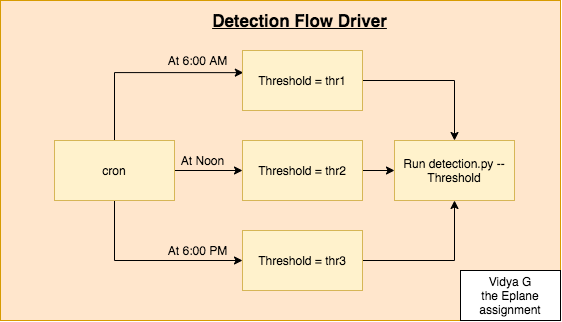 Detection Flow Driver
At 6:00 AM
Threshold = thr1
cron
At Noon
Threshold = thr2
Run detection.py --
Threshold
At 6:00 PM
Threshold = thr3
Vidya G
the Eplane
assignment